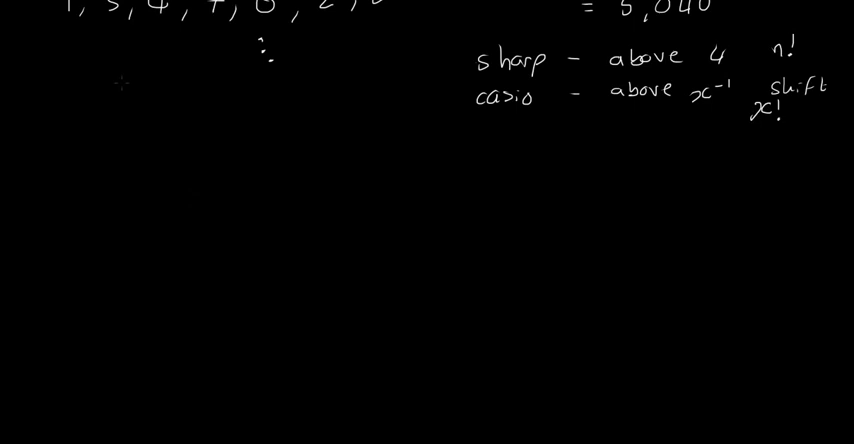 = 5,040
sharp - above 4 n!
casio - above x⁻¹ shift
x!